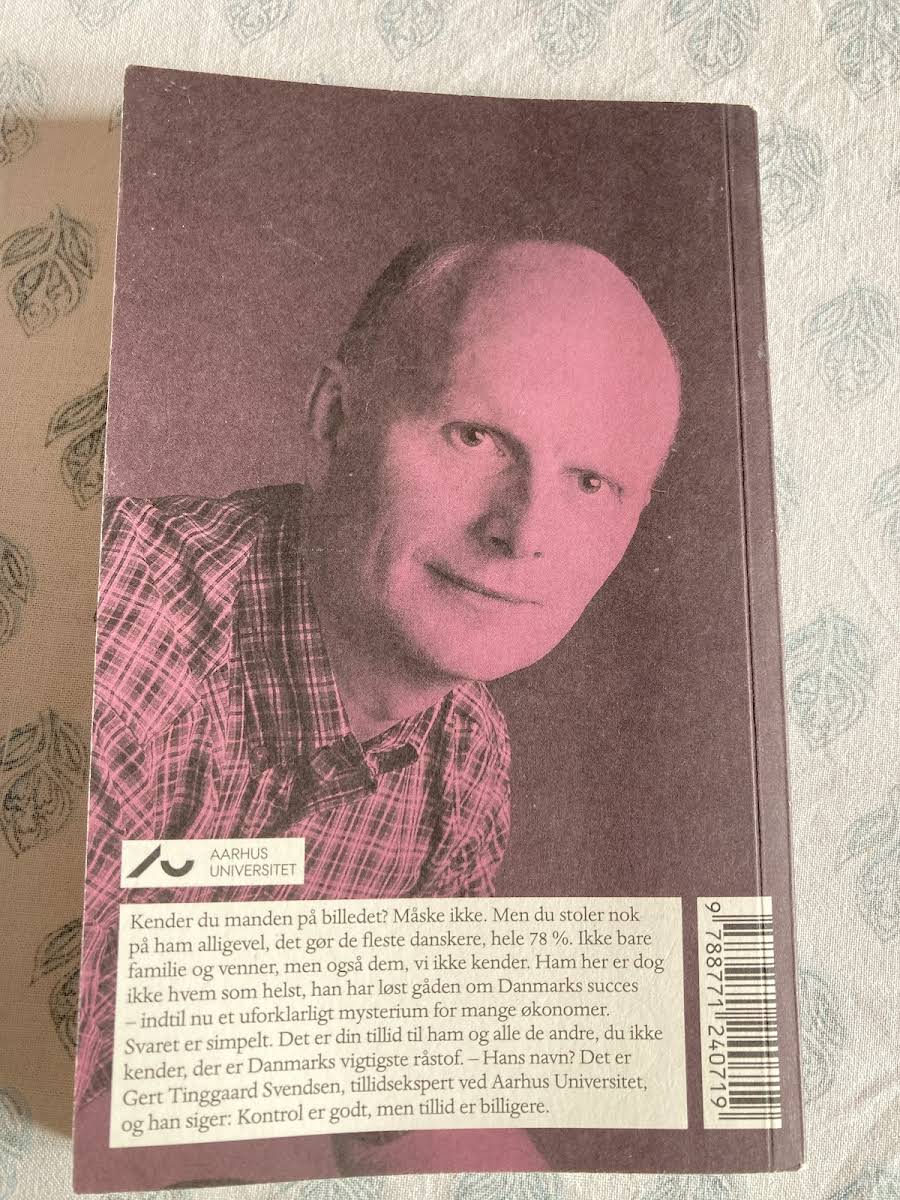 AARHUS
UNIVERSITET
Kender du manden på billedet? Måske ikke. Men du stoler nok
på ham alligevel, det gør de fleste danskere, hele 78 %. Ikke bare
familie og venner, men også dem, vi ikke kender. Ham her er dog
ikke hvem som helst, han har løst gåden om Danmarks succes
– indtil nu et uforklarligt mysterium for mange økonomer.
Svaret er simpelt. Det er din tillid til ham og alle de andre, du ikke
kender, der er Danmarks vigtigste råstof. – Hans navn? Det er
Gert Tinggaard Svendsen, tillidsekspert ved Aarhus Universitet,
og han siger: Kontrol er godt, men tillid er billigere.
9 788771 240719